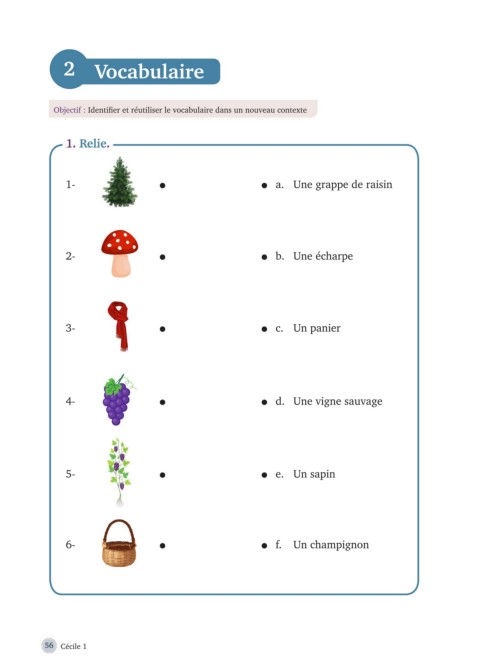 2 Vocabulaire
Objectif : Identifier et réutiliser le vocabulaire dans un nouveau contexte
1. Relie.
1- a. Une grappe de raisin
2- b. Une écharpe
3- c. Un panier
4- d. Une vigne sauvage
5- e. Un sapin
6- f. Un champignon
56 Cécile 1